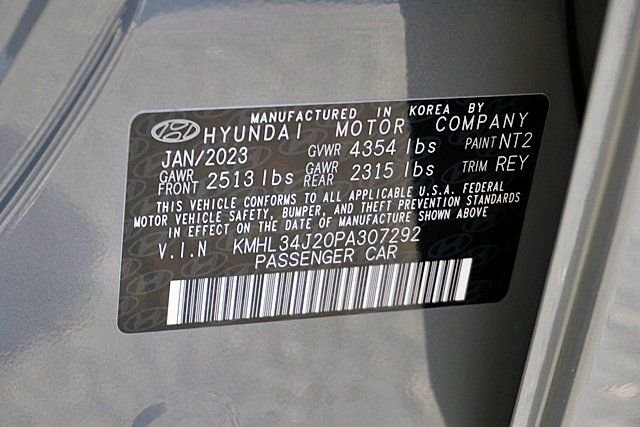 MANUFACTURED IN KOREA BY
HYUNDAI MOTOR COMPANY
JAN/2023 GVWR 4354 lbs PAINT NT2
GAWR FRONT 2513 lbs GAWR REAR 2315 lbs TRIM REY
THIS VEHICLE CONFORMS TO ALL APPLICABLE U.S.A. FEDERAL
MOTOR VEHICLE SAFETY, BUMPER, AND THEFT PREVENTION STANDARDS
IN EFFECT ON THE DATE OF MANUFACTURE SHOWN ABOVE
V.I.N KMHL34J20PA307292
PASSENGER CAR